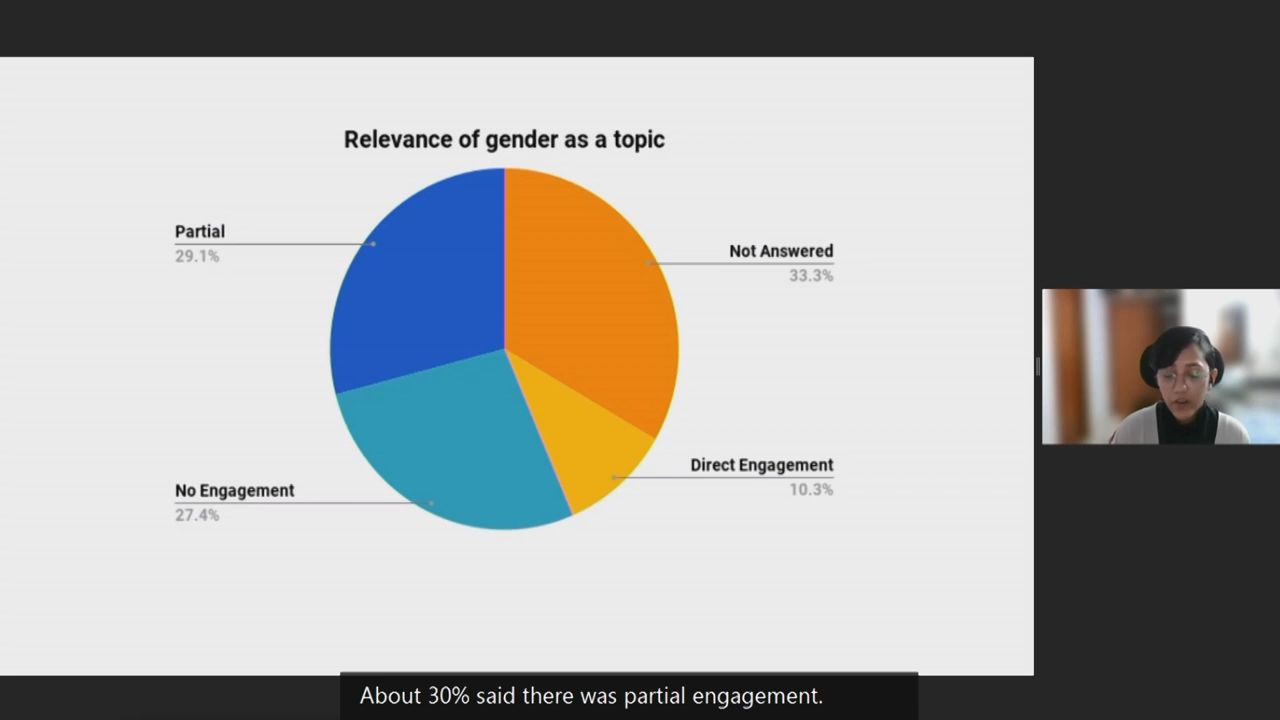 Relevance of gender as a topic
Partial
29.1%
Not Answered
33.3%
Direct Engagement
10.3%
No Engagement
27.4%
About 30% said there was partial engagement.